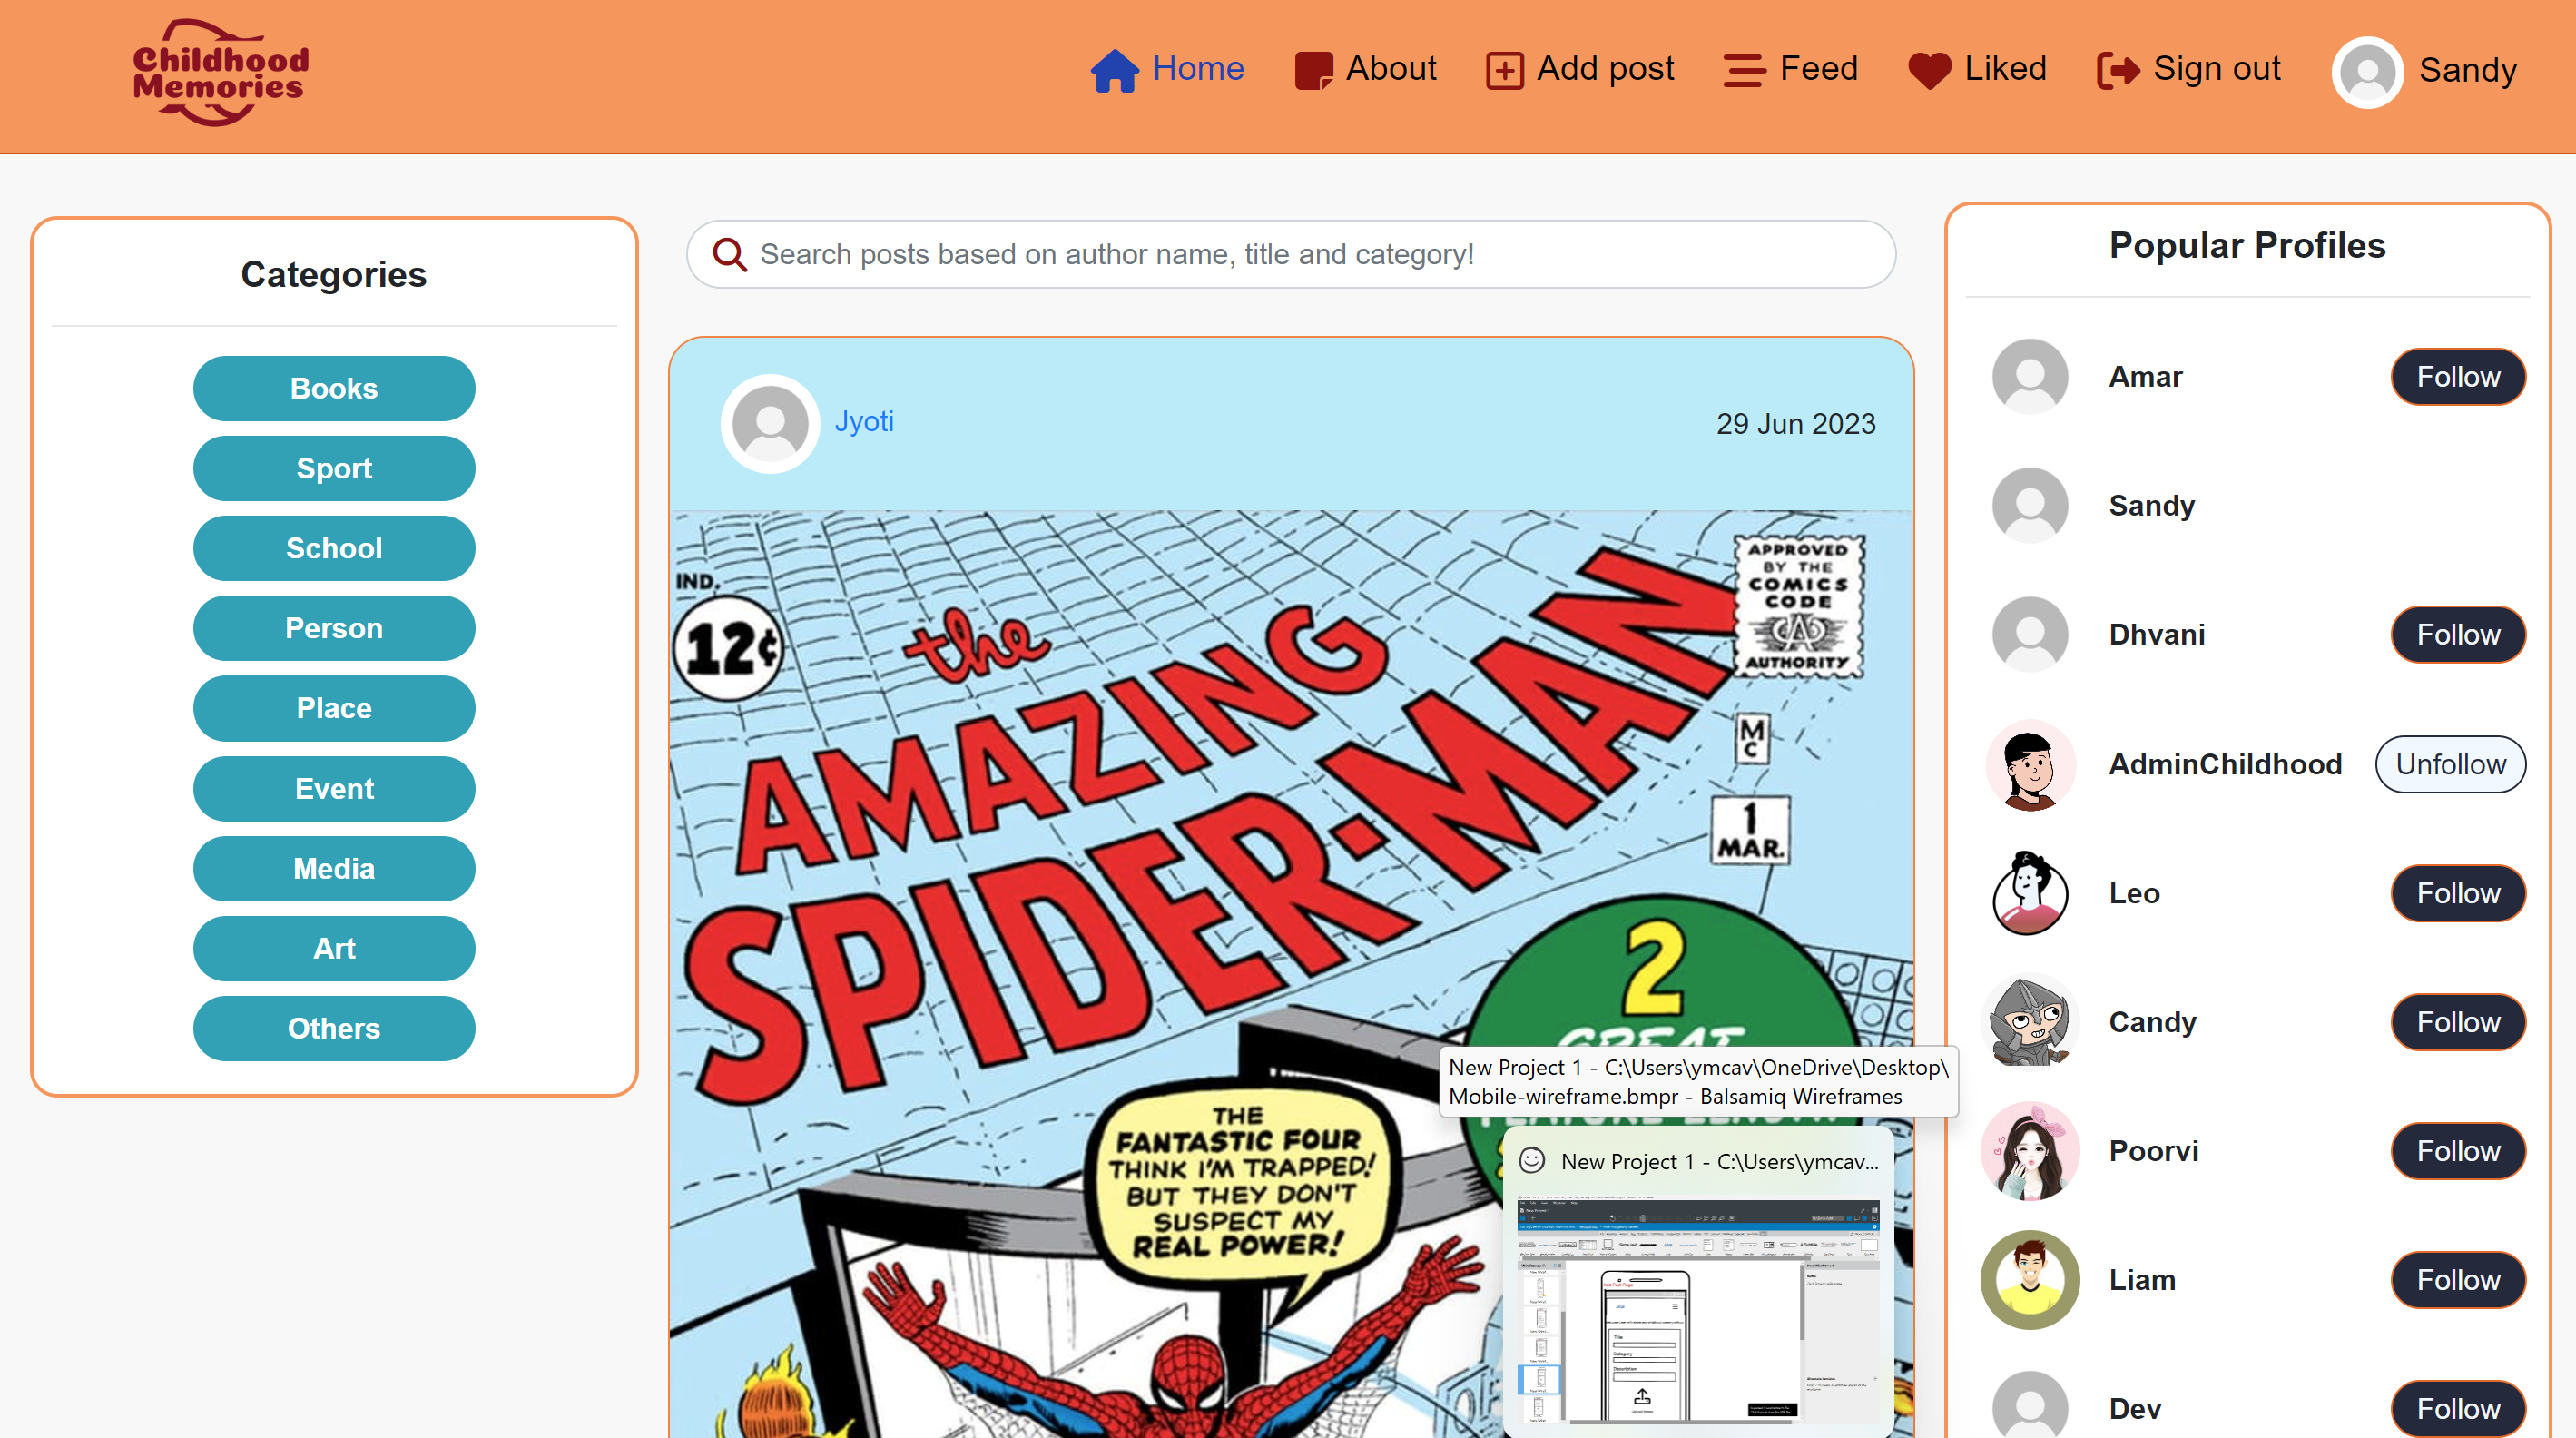 Childhood
Memories
Home
About
Add post
Feed
Liked
Sign out
Sandy
Categories
Books
Sport
School
Person
Place
Event
Media
Art
Others
Search posts based on author name, title and category!
Jyoti
29 Jun 2023
IND.
12¢
the
AMAZING
SPIDER-MAN
APPROVED
BY THE
COMICS
CODE
AUTHORITY
M
C
1
MAR.
2
GREAT
FEATURE-LENGTH
THE
FANTASTIC FOUR
THINK I'M TRAPPED!
BUT THEY DON'T
SUSPECT MY
REAL POWER!
New Project 1 - C:\Users\ymcav\OneDrive\Desktop\
Mobile-wireframe.bmpr - Balsamiq Wireframes
New Project 1 - C:\Users\ymcav...
Title
Category
Description
Popular Profiles
Amar
Follow
Sandy
Dhvani
Follow
AdminChildhood
Unfollow
Leo
Follow
Candy
Follow
Poorvi
Follow
Liam
Follow
Dev
Follow